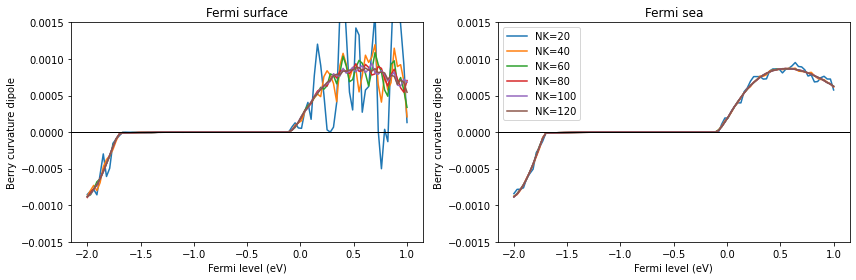 Fermi surface
0.0015
0.0010
0.0005
0.0000
−0.0005
−0.0010
−0.0015
Berry curvature dipole
−2.0 −1.5 −1.0 −0.5 0.0 0.5 1.0
Fermi level (eV)
Fermi sea
0.0015
0.0010
0.0005
0.0000
−0.0005
−0.0010
−0.0015
Berry curvature dipole
NK=20
NK=40
NK=60
NK=80
NK=100
NK=120
−2.0 −1.5 −1.0 −0.5 0.0 0.5 1.0
Fermi level (eV)